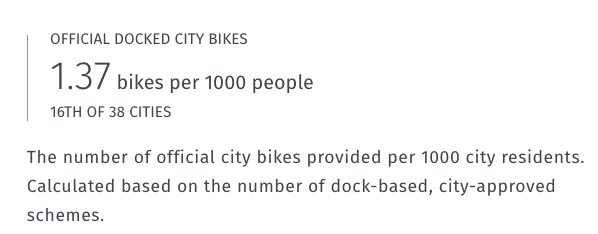 OFFICIAL DOCKED CITY BIKES
1.37 bikes per 1000 people
16TH OF 38 CITIES
The number of official city bikes provided per 1000 city residents.
Calculated based on the number of dock-based, city-approved
schemes.